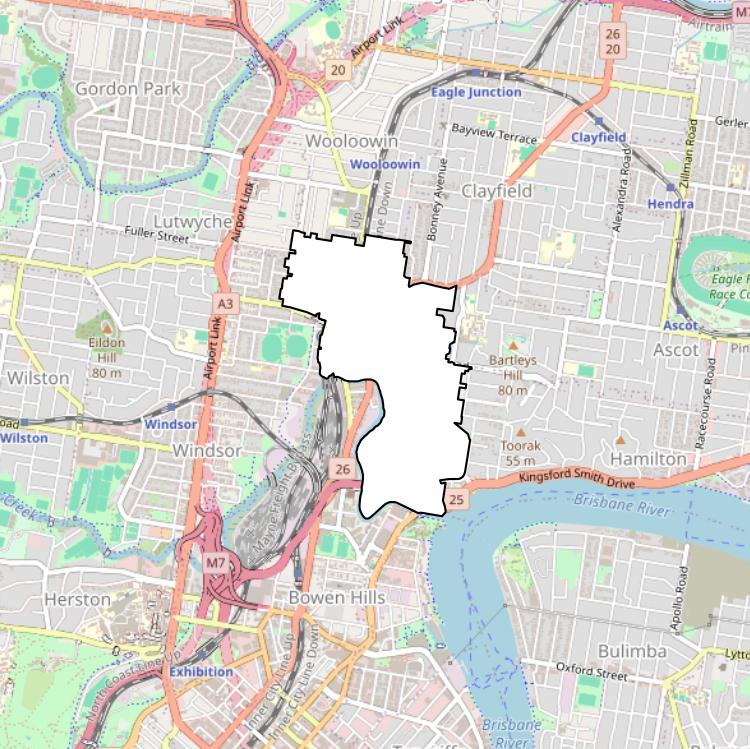 M
Airtrain
26
20
Airport Link
20
Gordon Park
Eagle Junction
Gerler
Bayview Terrace
Clayfield
Wooloowin
Wooloowin
Zillman Road
Alexandra Road
Bonney Avenue
Clayfield
Hendra
Airport Link
Lutwyche
Fuller Street
Up
ne Down
Eagle F
Race Co
A3
Ascot
Eildon
Hill
80 m
Airport Link
Ascot
Pin
Bartleys
Hill
80 m
Wilston
Racecourse Road
oad
Wilston
Windsor
Windsor
Toorak
55 m
Hamilton
26
Kingsford Smith Drive
25
Brisbane River
Creek
Mayne Freight Bypass
M7
Herston
Bowen Hills
Apollo Road
Bulimba
Lytto
Oxford Street
North Coast Line Up
Exhibition
Inner City Line Up
Inner City Line Down
Brisbane
River